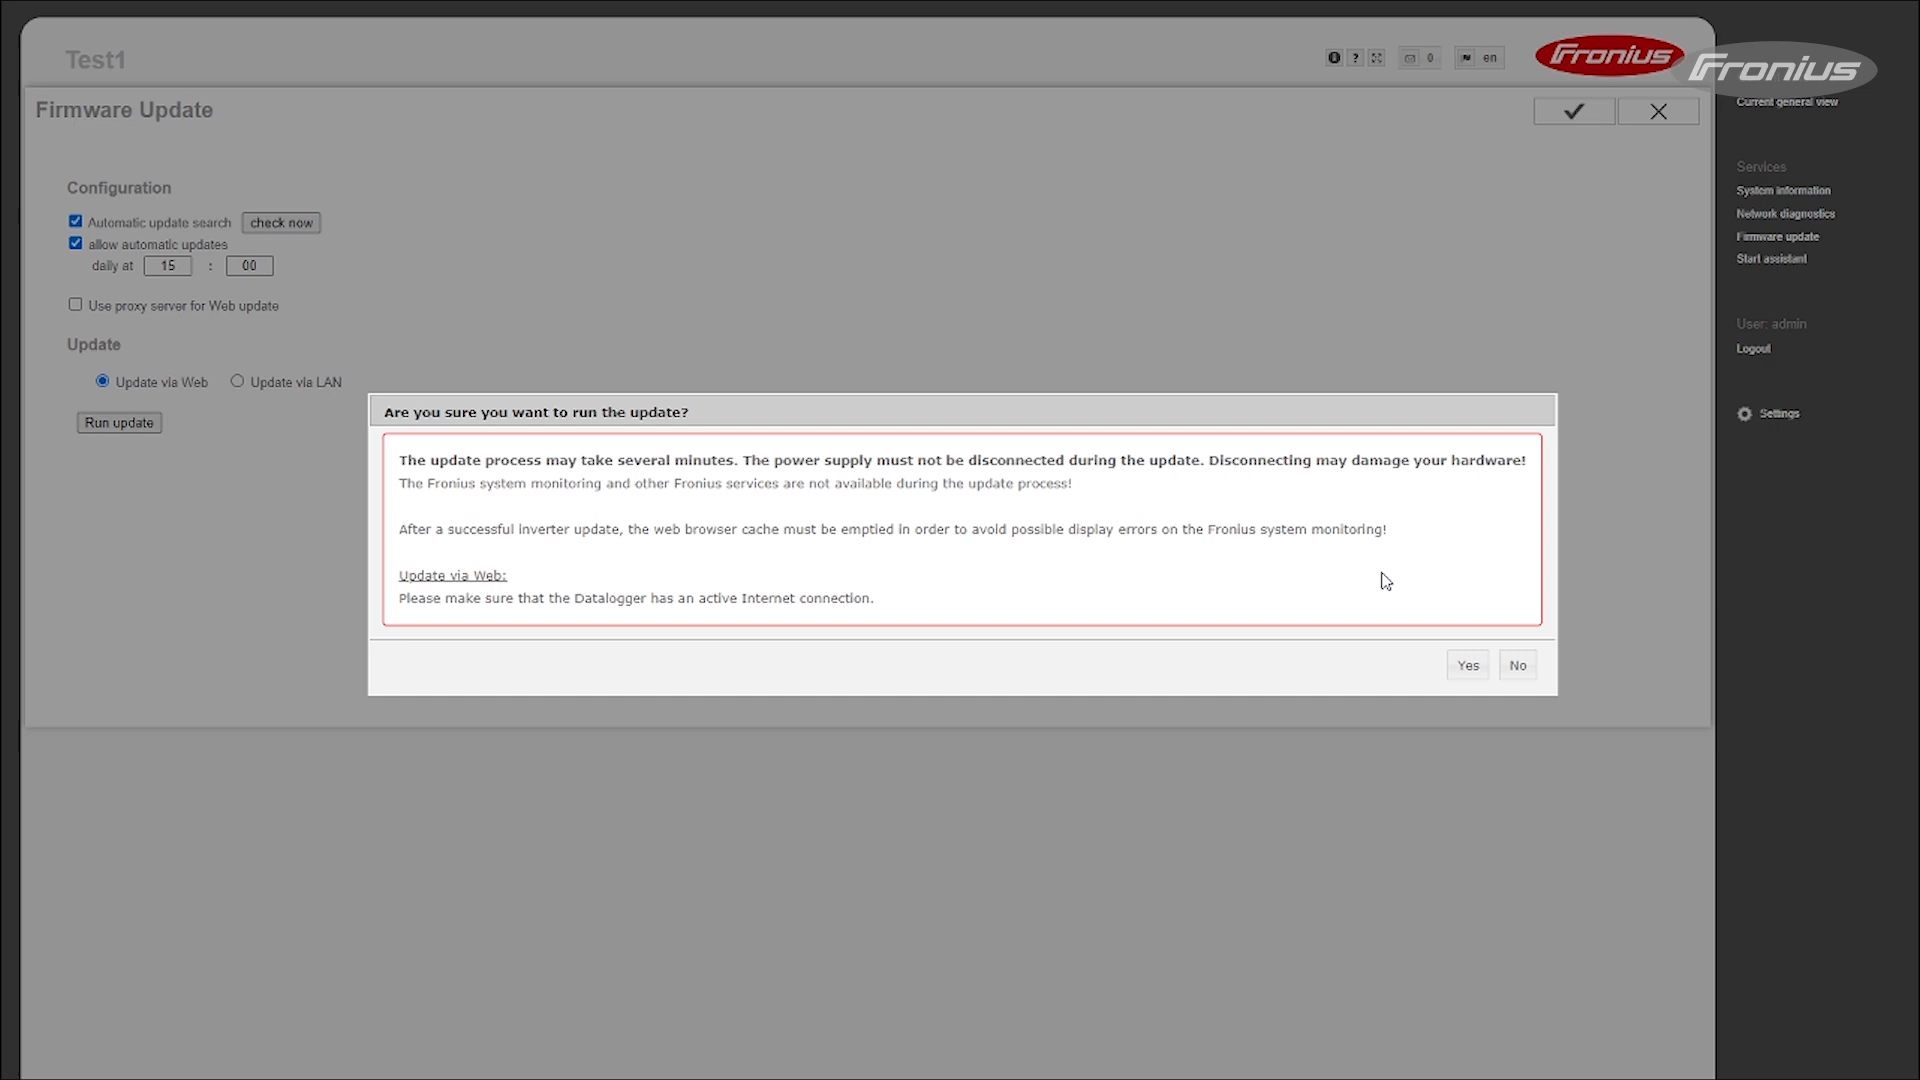 Test1
?
0
en
Fronius
Fronius
Current general view
Firmware Update
Configuration
Automatic update search check now
allow automatic updates
daily at 15 : 00
Use proxy server for Web update
Update
Update via Web Update via LAN
Run update
Are you sure you want to run the update?
The update process may take several minutes. The power supply must not be disconnected during the update. Disconnecting may damage your hardware!
The Fronius system monitoring and other Fronius services are not available during the update process!
After a successful inverter update, the web browser cache must be emptied in order to avoid possible display errors on the Fronius system monitoring!
Update via Web:
Please make sure that the Datalogger has an active Internet connection.
Yes No
Services
System information
Network diagnostics
Firmware update
Start assistant
User: admin
Logout
Settings